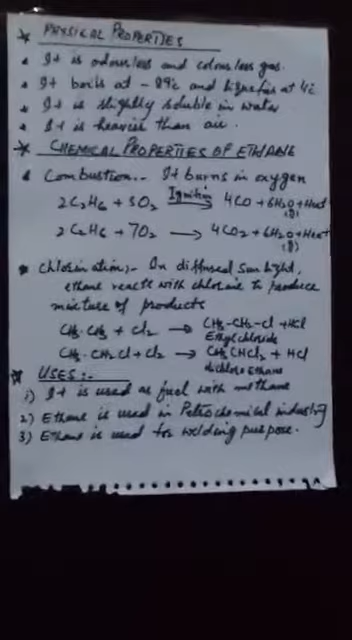 * PHYSICAL PROPERTIES
• It is odourless and colourless gas.
• It boils at -89°c and liquefies at 4°c
• It is slightly soluble in water
• It is heavier than air.
* CHEMICAL PROPERTIES OF ETHANE
• Combustion:- It burns in oxygen
2C2H6 + 5O2 Ignition → 4CO + 6H2O + Heat
(l)
2C2H6 + 7O2 → 4CO2 + 6H2O + Heat
(l)
• Chlorination:- In diffused Sun light,
ethane reacts with chlorine to produce
mixture of products
CH3-CH3 + Cl2 → CH3-CH2-Cl + HCl
Ethyl chloride
CH3-CH2Cl + Cl2 → CH3CHCl2 + HCl
dichloro Ethane
* USES:-
1) It is used as fuel with methane
2) Ethane is used in Petrochemical industry
3) Ethane is used for welding purpose.